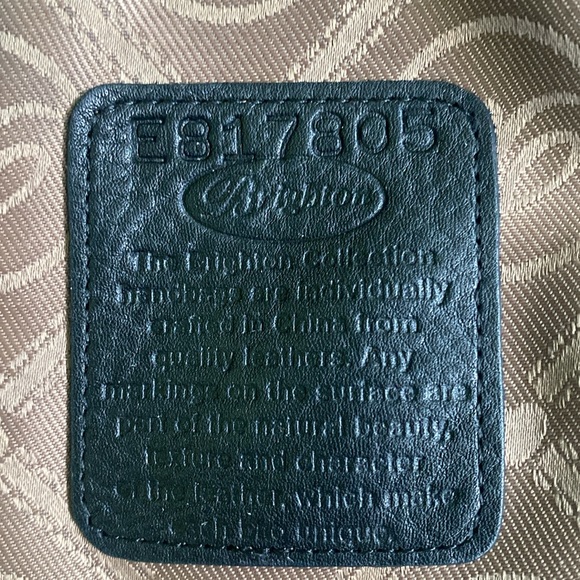 E817805
Brighton
The Brighton Collection
handbags are individually
crafted in China from
quality leathers. Any
markings on the surface are
part of the natural beauty,
texture and character
of the leather, which make
each bag unique.